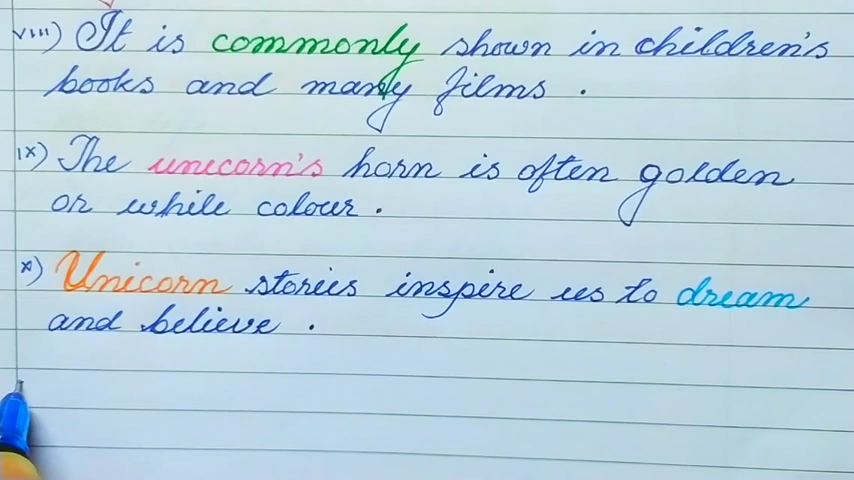 viii) It is commonly shown in children's
books and many films .
ix) The unicorn's horn is often golden
or while colour .
x) Unicorn stories inspire us to dream
and believe .